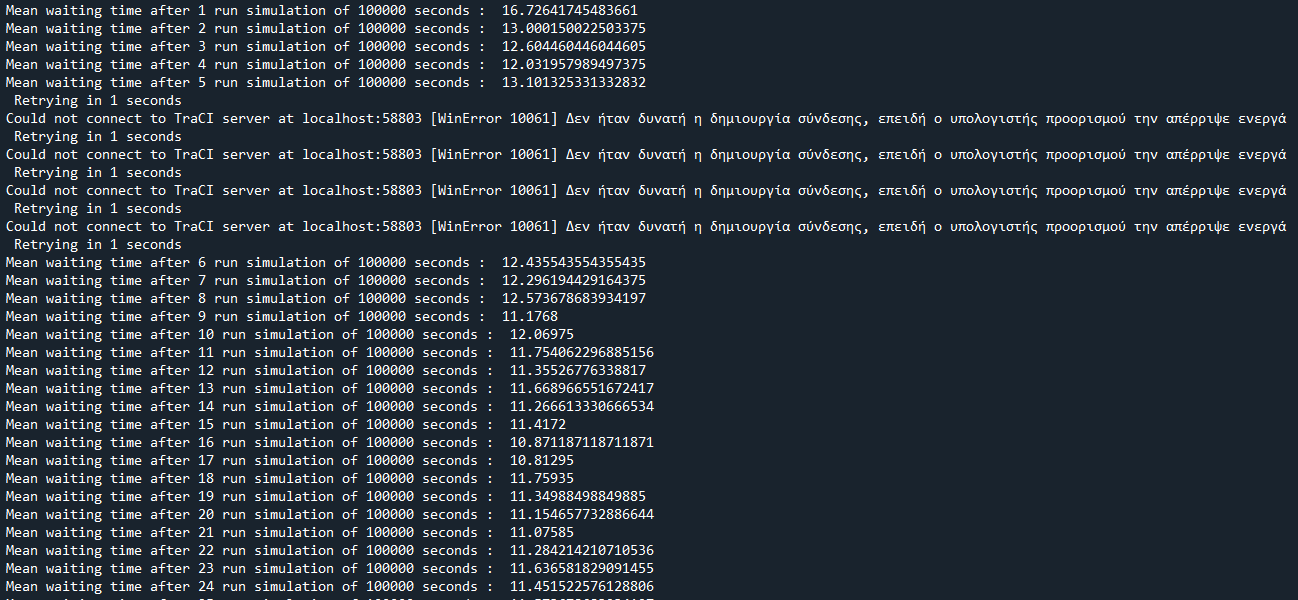 Mean waiting time after 1 run simulation of 100000 seconds :  16.72641745483661
Mean waiting time after 2 run simulation of 100000 seconds :  13.000150022503375
Mean waiting time after 3 run simulation of 100000 seconds :  12.604460446044605
Mean waiting time after 4 run simulation of 100000 seconds :  12.031957989497375
Mean waiting time after 5 run simulation of 100000 seconds :  13.101325331332832
 Retrying in 1 seconds
Could not connect to TraCI server at localhost:58803 [WinError 10061] Δεν ήταν δυνατή η δημιουργία σύνδεσης, επειδή ο υπολογιστής προορισμού την απέρριψε ενεργά
 Retrying in 1 seconds
Could not connect to TraCI server at localhost:58803 [WinError 10061] Δεν ήταν δυνατή η δημιουργία σύνδεσης, επειδή ο υπολογιστής προορισμού την απέρριψε ενεργά
 Retrying in 1 seconds
Could not connect to TraCI server at localhost:58803 [WinError 10061] Δεν ήταν δυνατή η δημιουργία σύνδεσης, επειδή ο υπολογιστής προορισμού την απέρριψε ενεργά
 Retrying in 1 seconds
Could not connect to TraCI server at localhost:58803 [WinError 10061] Δεν ήταν δυνατή η δημιουργία σύνδεσης, επειδή ο υπολογιστής προορισμού την απέρριψε ενεργά
 Retrying in 1 seconds
Mean waiting time after 6 run simulation of 100000 seconds :  12.435543554355435
Mean waiting time after 7 run simulation of 100000 seconds :  12.296194429164375
Mean waiting time after 8 run simulation of 100000 seconds :  12.573678683934197
Mean waiting time after 9 run simulation of 100000 seconds :  11.1768
Mean waiting time after 10 run simulation of 100000 seconds :  12.06975
Mean waiting time after 11 run simulation of 100000 seconds :  11.754062296885156
Mean waiting time after 12 run simulation of 100000 seconds :  11.35526776338817
Mean waiting time after 13 run simulation of 100000 seconds :  11.668966551672417
Mean waiting time after 14 run simulation of 100000 seconds :  11.266613330666534
Mean waiting time after 15 run simulation of 100000 seconds :  11.4172
Mean waiting time after 16 run simulation of 100000 seconds :  10.871187118711871
Mean waiting time after 17 run simulation of 100000 seconds :  10.81295
Mean waiting time after 18 run simulation of 100000 seconds :  11.75935
Mean waiting time after 19 run simulation of 100000 seconds :  11.34988498849885
Mean waiting time after 20 run simulation of 100000 seconds :  11.154657732886644
Mean waiting time after 21 run simulation of 100000 seconds :  11.07585
Mean waiting time after 22 run simulation of 100000 seconds :  11.284214210710536
Mean waiting time after 23 run simulation of 100000 seconds :  11.636581829091455
Mean waiting time after 24 run simulation of 100000 seconds :  11.451522576128806